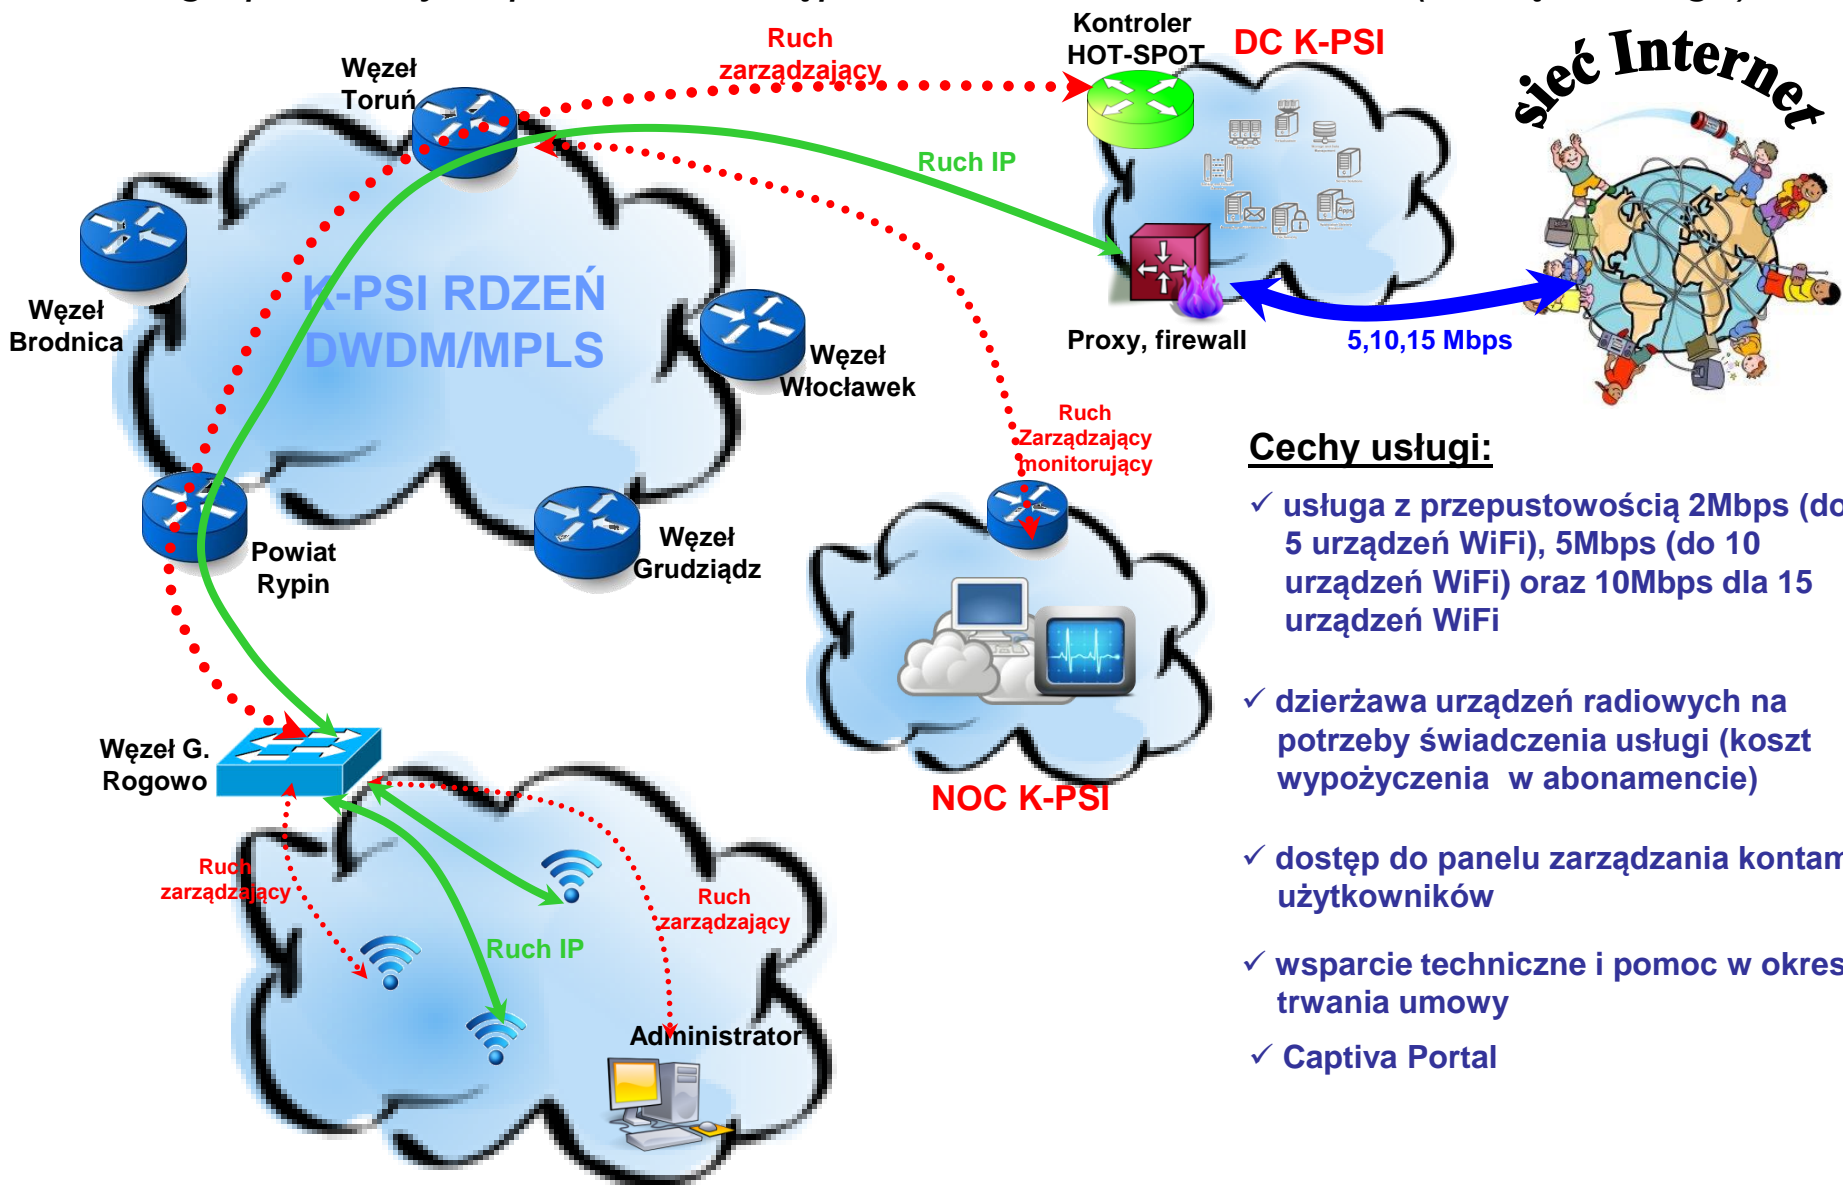 Kontroler
HOT-SPOT
DC K-PSI
sieć Internet
Ruch
zarządzający
Węzeł
Toruń
Ruch IP
Węzeł
Brodnica
K-PSI RDZEŃ
DWDM/MPLS
Węzeł
Włocławek
Proxy, firewall
5,10,15 Mbps
Ruch
Zarządzający
monitorujący
Powiat
Rypin
Węzeł
Grudziądz
NOC K-PSI
Węzeł G.
Rogowo
Ruch
zarządzający
Ruch
zarządzający
Ruch IP
Administrator
Cechy usługi:
✓ usługa z przepustowością 2Mbps (do
5 urządzeń WiFi), 5Mbps (do 10
urządzeń WiFi) oraz 10Mbps dla 15
urządzeń WiFi
✓ dzierżawa urządzeń radiowych na
potrzeby świadczenia usługi (koszt
wypożyczenia w abonamencie)
✓ dostęp do panelu zarządzania kontam
użytkowników
✓ wsparcie techniczne i pomoc w okres
trwania umowy
✓ Captiva Portal